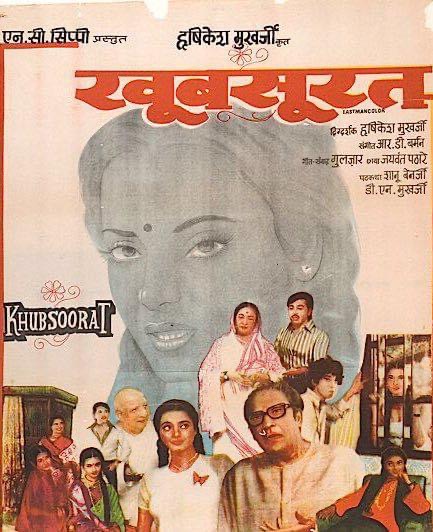 एन.सी.सिप्पी प्रस्तुत
हृषिकेश मुखर्जी कृत
खूबसूरत
EASTMANCOLOR
दिग्दर्शक हृषिकेश मुखर्जी
संगीत आर.डी.बर्मन
गीत-संवाद गुलज़ार छाया जयवंत पठारे
पटकथा शानू बेनर्जी
डी.एन.मुखर्जी
KHUBSOORAT